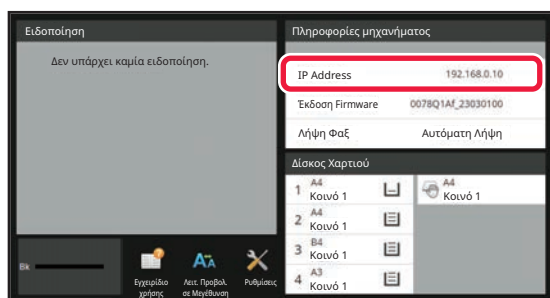 Ειδοποίηση
Δεν υπάρχει καμία ειδοποίηση.
Πληροφορίες μηχανήματος
IP Address 192.168.0.10
Έκδοση Firmware 0078Q1Af_23030100
Λήψη Φαξ Αυτόματη Λήψη
Δίσκος Χαρτιού
1 A4 Κοινό 1
A4 Κοινό 1
2 A4 Κοινό 1
3 B4 Κοινό 1
4 A3 Κοινό 1
Bk
Εγχειρίδιο χρήσης
Λειτ. Προβολ. σε Μεγέθυνση
Ρυθμίσεις